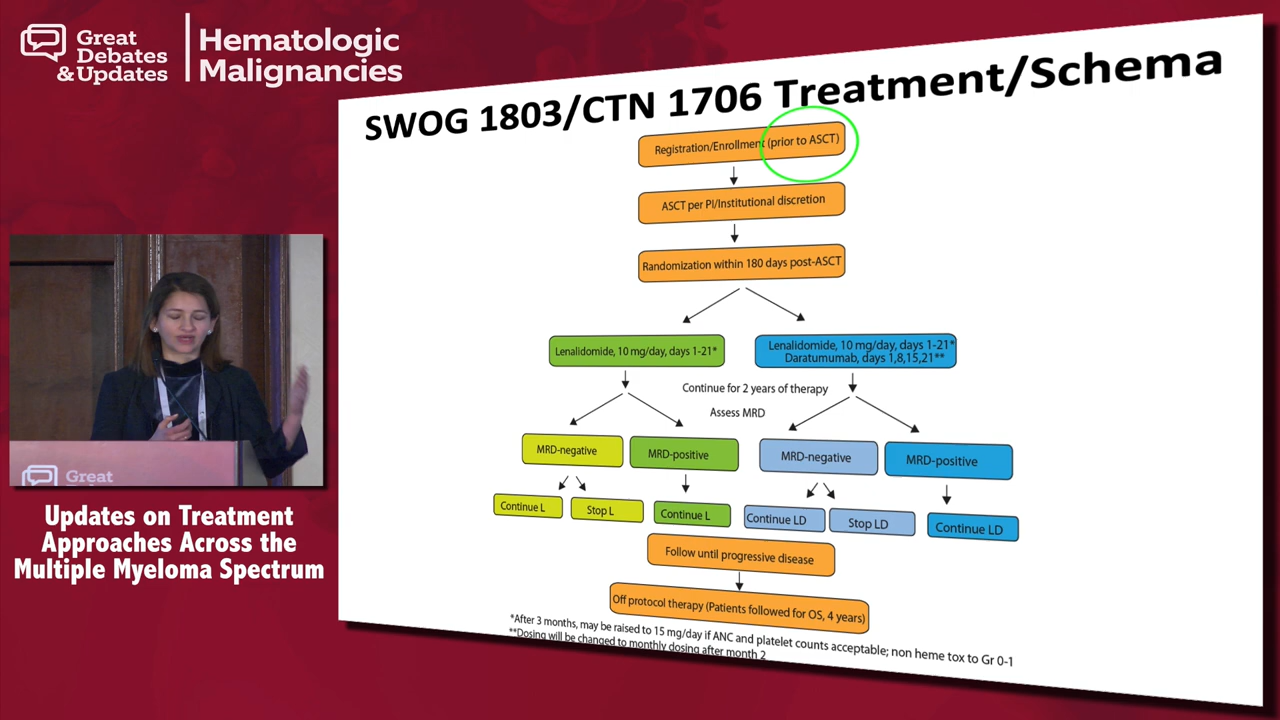 Great
Debates
& Updates
Hematologic
Malignancies
SWOG 1803/CTN 1706 Treatment/Schema
Registration/Enrollment (prior to ASCT)
ASCT per PI/Institutional discretion
Randomization within 180 days post-ASCT
Lenalidomide, 10 mg/day, days 1-21*
Lenalidomide, 10 mg/day, days 1-21*
Daratumumab, days 1,8,15,21**
Continue for 2 years of therapy
Assess MRD
MRD-negative
MRD-positive
MRD-negative
MRD-positive
Continue L
Stop L
Continue L
Continue LD
Stop LD
Continue LD
Follow until progressive disease
Off protocol therapy (Patients followed for OS, 4 years)
*After 3 months, may be raised to 15 mg/day if ANC and platelet counts acceptable; non heme tox to Gr 0-1
**Dosing will be changed to monthly dosing after month 2
Great
Updates on Treatment
Approaches Across the
Multiple Myeloma Spectrum